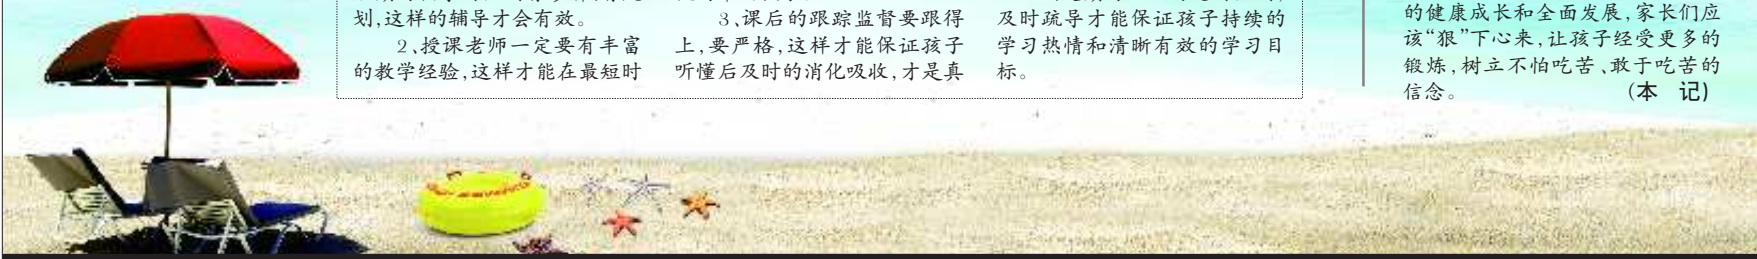 划,这样的辅导才会有效。
2、授课老师一定要有丰富
的教学经验,这样才能在最短时
3、课后的跟踪监督要跟得
上,要严格,这样才能保证孩子
听懂后及时的消化吸收,才是真
及时疏导才能保证孩子持续的
学习热情和清晰有效的学习目
标。
的健康成长和全面发展,家长们应
该“狠”下心来,让孩子经受更多的
锻炼,树立不怕吃苦、敢于吃苦的
信念。 (本 记)